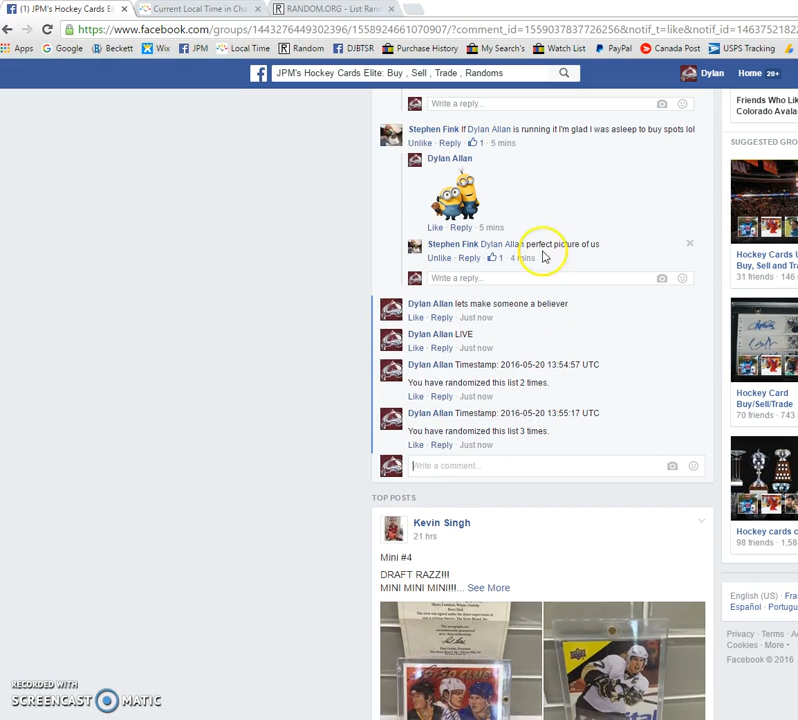 (1) JPM's Hockey Cards E
Current Local Time in Cha
RANDOM.ORG - List Ran
https://www.facebook.com/groups/1443276449302396/1558924661070907/?comment_id=1559037837726256&notif_t=like&notif_id=1463752182
Apps
Google
Beckett
Wix
JPM
Local Time
Random
DJBTSR
Purchase History
My Search's
Watch List
PayPal
Canada Post
USPS Tracking
JPM's Hockey Cards Elite: Buy , Sell , Trade , Randoms
Dylan
Home 20+
Write a reply...
Stephen Fink If Dylan Allan is running it I'm glad I was asleep to buy spots lol
Unlike · Reply · 1 · 5 mins
Dylan Allan
Like · Reply · 5 mins
Stephen Fink Dylan Allan perfect picture of us
Unlike · Reply · 1 · 4 mins
Write a reply...
Dylan Allan lets make someone a believer
Like · Reply · Just now
Dylan Allan LIVE
Like · Reply · Just now
Dylan Allan Timestamp: 2016-05-20 13:54:57 UTC
You have randomized this list 2 times.
Like · Reply · Just now
Dylan Allan Timestamp: 2016-05-20 13:55:17 UTC
You have randomized this list 3 times.
Like · Reply · Just now
Write a comment...
TOP POSTS
Kevin Singh
21 hrs
Mini #4
DRAFT RAZZ!!!
MINI MINI MINI!!!... See More
Friends Who Like
Colorado Avala
SUGGESTED GRO
Hockey Cards U
Buy, Sell and Tra
31 friends · 146
Hockey Card
Buy/Sell/Trade
70 friends · 743
Hockey cards c
98 friends · 1,58
English (US) · Fra
Español · Portugu
Privacy · Terms · A
Cookies · More
Facebook © 2016
RECORDED WITH
SCREENCAST MATIC